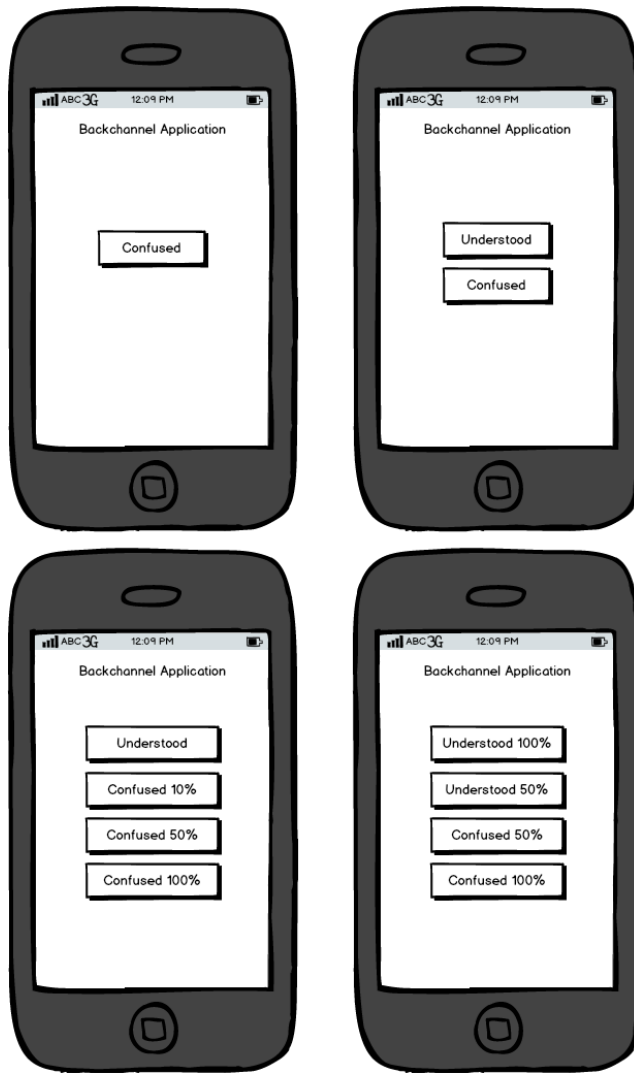 ABC 3G 12:09 PM
Backchannel Application
Confused
ABC 3G 12:09 PM
Backchannel Application
Understood
Confused
ABC 3G 12:09 PM
Backchannel Application
Understood
Confused 10%
Confused 50%
Confused 100%
ABC 3G 12:09 PM
Backchannel Application
Understood 100%
Understood 50%
Confused 50%
Confused 100%